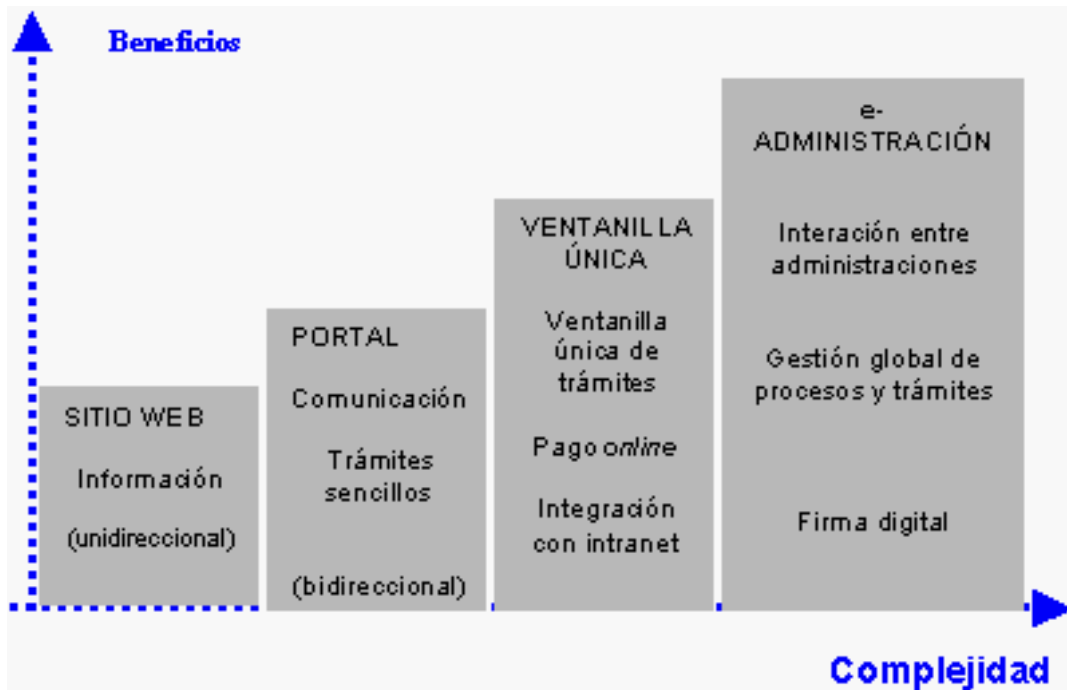 Beneficios
SITIO WEB
Información
(unidireccional)
PORTAL
Comunicación
Trámites
sencillos
(bidireccional)
VENTANILLA
ÚNICA
Ventanilla
única de
trámites
Pago online
Integración
con intranet
e-
ADMINISTRACIÓN
Interación entre
administraciones
Gestión global de
procesos y trámites
Firma digital
Complejidad